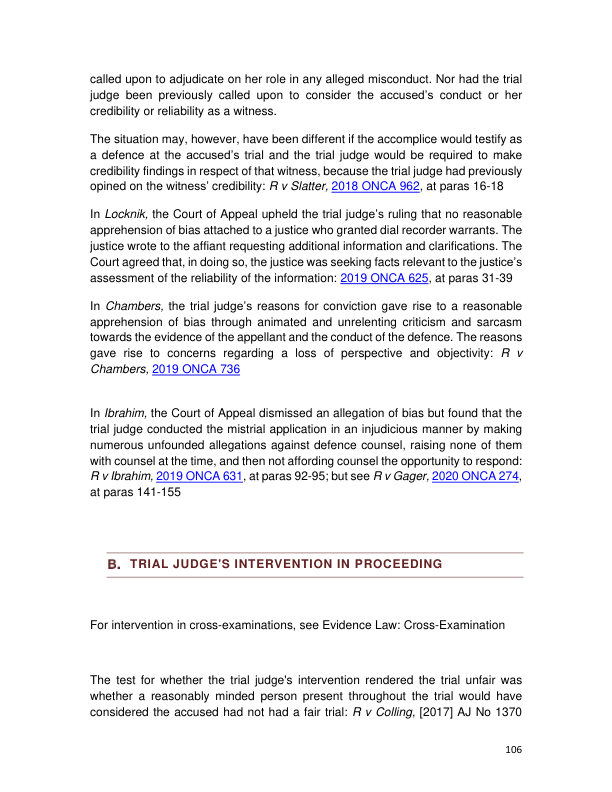 called upon to adjudicate on her role in any alleged misconduct. Nor had the trial
judge been previously called upon to consider the accused's conduct or her
credibility or reliability as a witness.
The situation may, however, have been different if the accomplice would testify as
a defence at the accused's trial and the trial judge would be required to make
credibility findings in respect of that witness, because the trial judge had previously
opined on the witness' credibility: R v Slatter, 2018 ONCA 962, at paras 16-18
In Locknik, the Court of Appeal upheld the trial judge's ruling that no reasonable
apprehension of bias attached to a justice who granted dial recorder warrants. The
justice wrote to the affiant requesting additional information and clarifications. The
Court agreed that, in doing so, the justice was seeking facts relevant to the justice's
assessment of the reliability of the information: 2019 ONCA 625, at paras 31-39
In Chambers, the trial judge's reasons for conviction gave rise to a reasonable
apprehension of bias through animated and unrelenting criticism and sarcasm
towards the evidence of the appellant and the conduct of the defence. The reasons
gave rise to concerns regarding a loss of perspective and objectivity: R v
Chambers, 2019 ONCA 736
In Ibrahim, the Court of Appeal dismissed an allegation of bias but found that the
trial judge conducted the mistrial application in an injudicious manner by making
numerous unfounded allegations against defence counsel, raising none of them
with counsel at the time, and then not affording counsel the opportunity to respond:
R v Ibrahim, 2019 ONCA 631, at paras 92-95; but see R v Gager, 2020 ONCA 274,
at paras 141-155
B. TRIAL JUDGE'S INTERVENTION IN PROCEEDING
For intervention in cross-examinations, see Evidence Law: Cross-Examination
The test for whether the trial judge's intervention rendered the trial unfair was
whether a reasonably minded person present throughout the trial would have
considered the accused had not had a fair trial: R v Colling, [2017] AJ No 1370
106